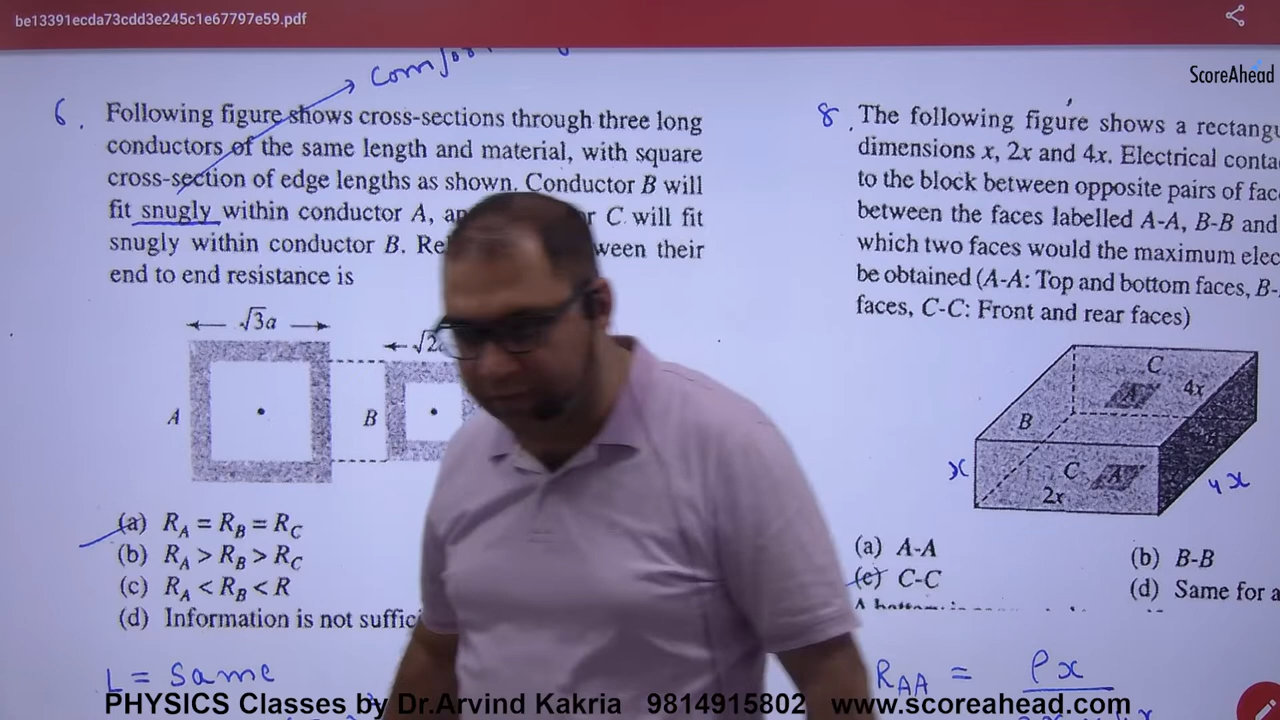 be13391ecda73cdd3e245c1e67797e59.pdf
ScoreAhead
6.
Following figure shows cross-sections through three long
conductors of the same length and material, with square
cross-section of edge lengths as shown. Conductor B will
fit snugly within conductor A, C will fit
snugly within conductor B. between their
end to end resistance is
√3a
A
B
(a) R_A = R_B = R_C
(b) R_A > R_B > R_C
(c) R_A < R_B < R
(d) Information is not
L = same
8.
The following figure shows a
dimensions x, 2x and 4x. Electrical
to the block between opposite pairs of
between the faces labelled A-A, B-B and
which two faces would the maximum
be obtained (A-A: Top and bottom faces,
faces, C-C: Front and rear faces)
C
A
4x
B
x
C
A
2x
4x
(a) A-A
(b) B-B
(c) C-C
(d) Same for
R_AA = ρx
PHYSICS Classes by Dr.Arvind Kakria 9814915802 www.scoreahead.com